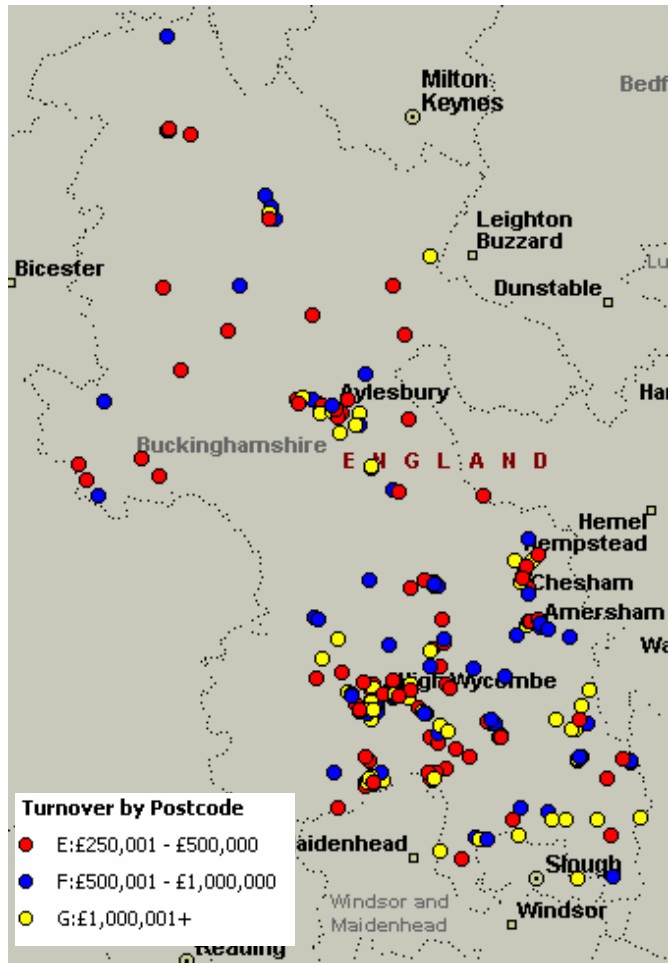 Milton
Keynes
Bedf
Leighton
Buzzard
Lu
Bicester
Dunstable
Aylesbury
Har
Buckinghamshire
E N G L A N D
Hemel
Hempstead
Chesham
Amersham
Wa
High Wycombe
Turnover by Postcode
E:£250,001 - £500,000
F:£500,001 - £1,000,000
G:£1,000,001+
aidenhead
Slough
Windsor and
Maidenhead
Windsor
Reading